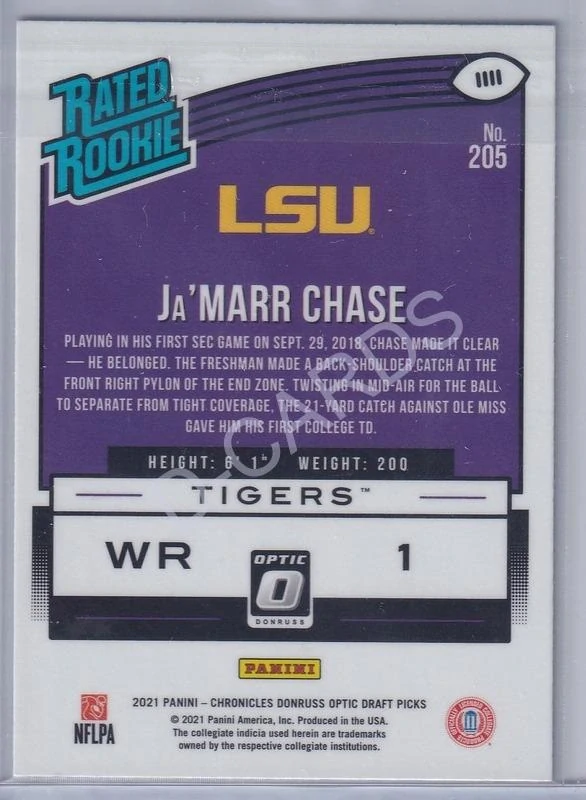 RATED
ROOKIE
No.
205
LSU
JA'MARR CHASE
PLAYING IN HIS FIRST SEC GAME ON SEPT. 29, 2018, CHASE MADE IT CLEAR
— HE BELONGED. THE FRESHMAN MADE A BACK-SHOULDER CATCH AT THE
FRONT RIGHT PYLON OF THE END ZONE. TWISTING IN MID-AIR FOR THE BALL
TO SEPARATE FROM TIGHT COVERAGE, THE 21-YARD CATCH AGAINST OLE MISS
GAVE HIM HIS FIRST COLLEGE TD.
HEIGHT: 6' 1" WEIGHT: 200
TIGERS™
WR
1
OPTIC
O
DONRUSS
PANINI
2021 PANINI – CHRONICLES DONRUSS OPTIC DRAFT PICKS
© 2021 Panini America, Inc. Produced in the USA.
The collegiate indicia used herein are trademarks
owned by the respective collegiate institutions.
NFLPA
OFFICIALLY LICENSED COLLEGIATE PRODUCTS